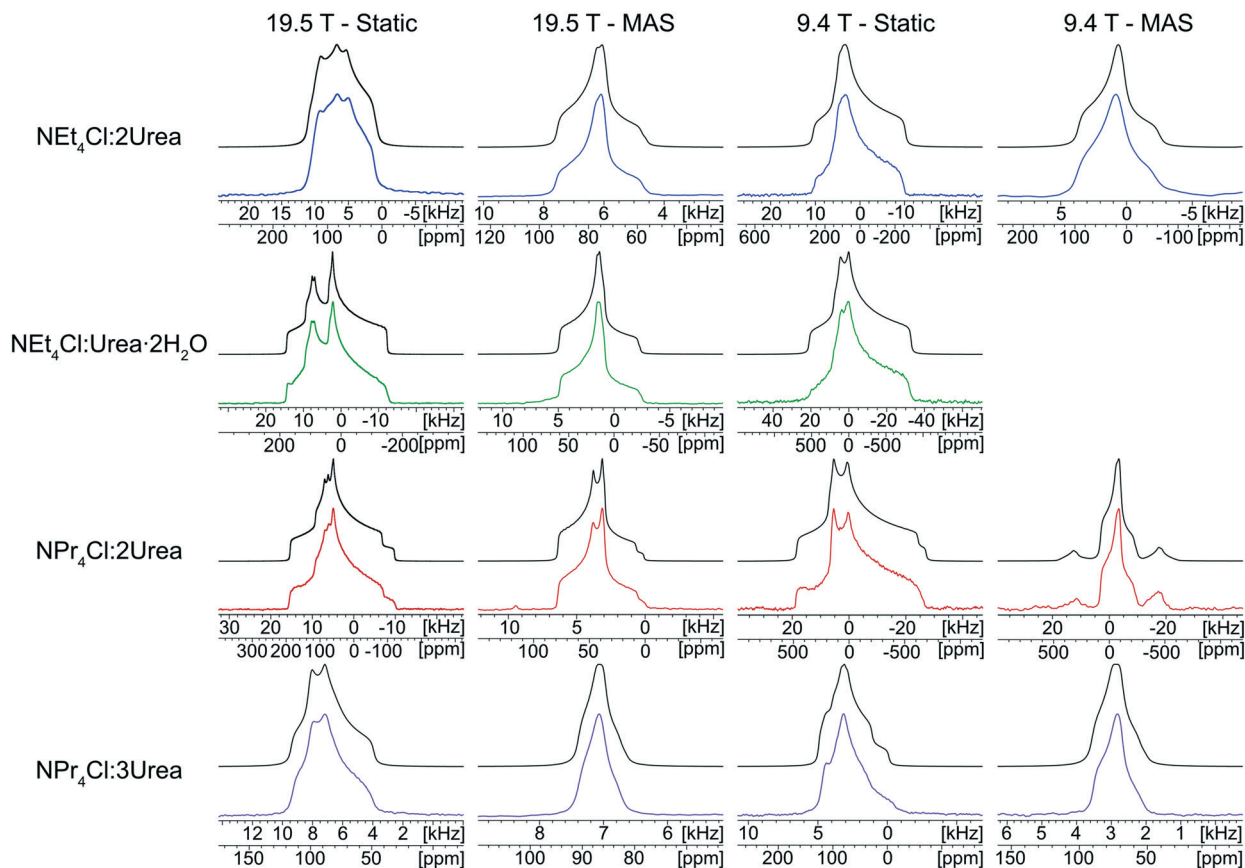 19.5 T - Static 19.5 T - MAS 9.4 T - Static 9.4 T - MAS
NEt₄Cl:2Urea
20 15 10 5 0 -5 [kHz] 10 8 6 4 [kHz] 20 10 0 -10 [kHz] 5 0 -5 [kHz]
200 100 0 [ppm] 120 100 80 60 [ppm] 600 200 0 -200 [ppm] 200 100 0 -100 [ppm]
NEt₄Cl:Urea·2H₂O
20 10 0 -10 [kHz] 10 5 0 -5 [kHz] 40 20 0 -20 -40 [kHz]
200 0 -200 [ppm] 100 50 0 -50 [ppm] 500 0 -500 [ppm]
NPr₄Cl:2Urea
30 20 10 0 -10 [kHz] 10 5 0 [kHz] 20 0 -20 [kHz] 20 0 -20 [kHz]
300 200 100 0 -100 [ppm] 100 50 0 [ppm] 500 0 -500 [ppm] 500 0 -500 [ppm]
NPr₄Cl:3Urea
12 10 8 6 4 2 [kHz] 8 7 6 [kHz] 10 5 0 [kHz] 6 5 4 3 2 1 [kHz]
150 100 50 [ppm] 100 90 80 [ppm] 200 100 0 [ppm] 150 100 50 [ppm]